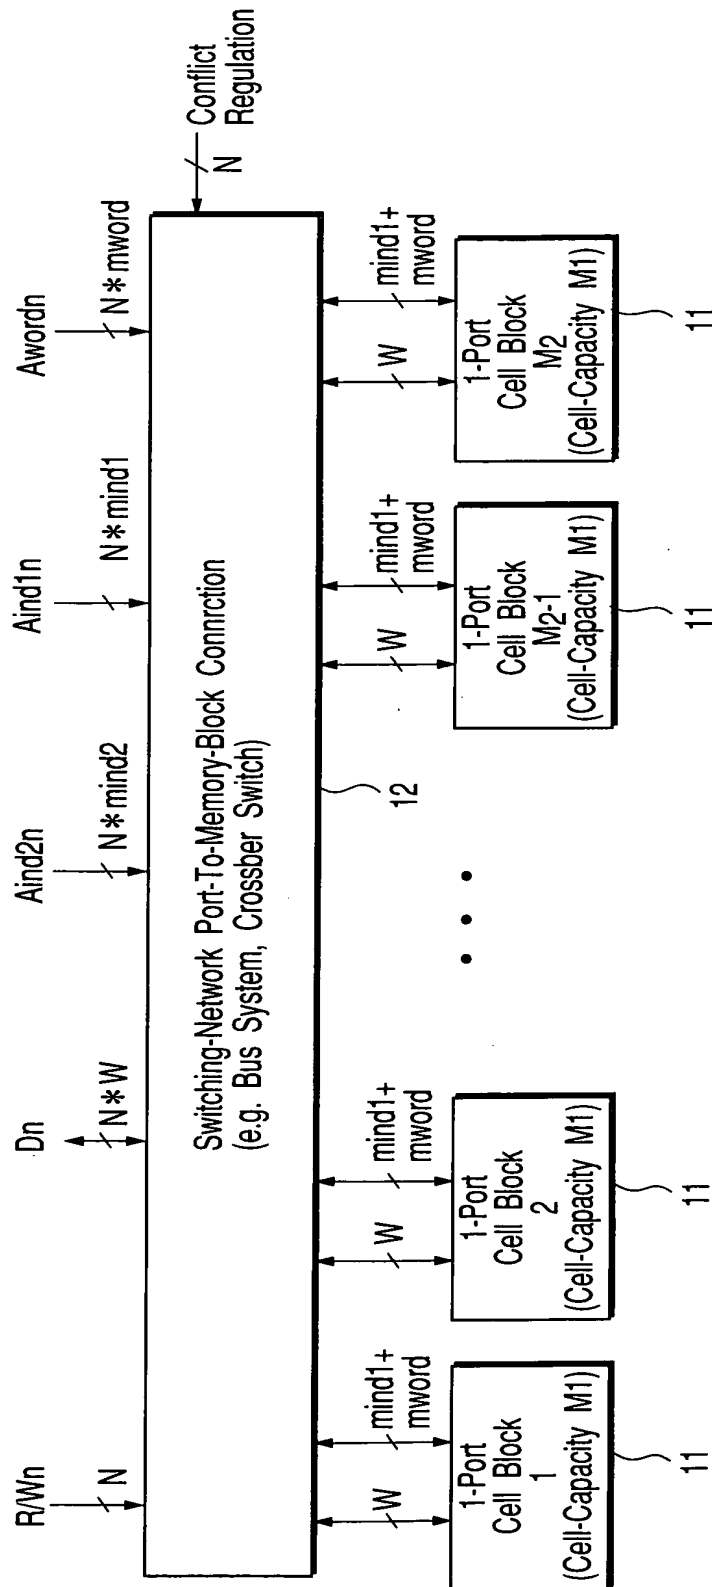 R/Wn
N
Dn
N*W
Aind2n
N*mind2
Aind1n
N*mind1
Awordn
N*mword
N
Conflict
Regulation
Switching-Network Port-To-Memory-Block Connrction
(e.g. Bus System, Crossber Switch)
12
W
mind1+
mword
W
mind1+
mword
W
mind1+
mword
W
mind1+
mword
1-Port
Cell Block
1
(Cell-Capacity M1)
11
1-Port
Cell Block
2
(Cell-Capacity M1)
11
1-Port
Cell Block
M2-1
(Cell-Capacity M1)
11
1-Port
Cell Block
M2
(Cell-Capacity M1)
11